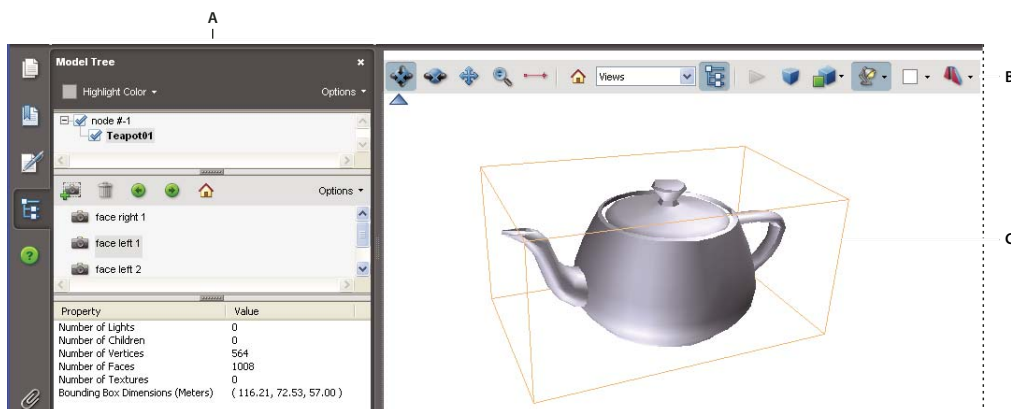 A
Model Tree
Highlight Color
Options
node #-1
Teapot01
Options
face right 1
face left 1
face left 2
Property Value
Number of Lights 0
Number of Children 0
Number of Vertices 564
Number of Faces 1008
Number of Textures 0
Bounding Box Dimensions (Meters) ( 116.21, 72.53, 57.00 )
Views
B
C